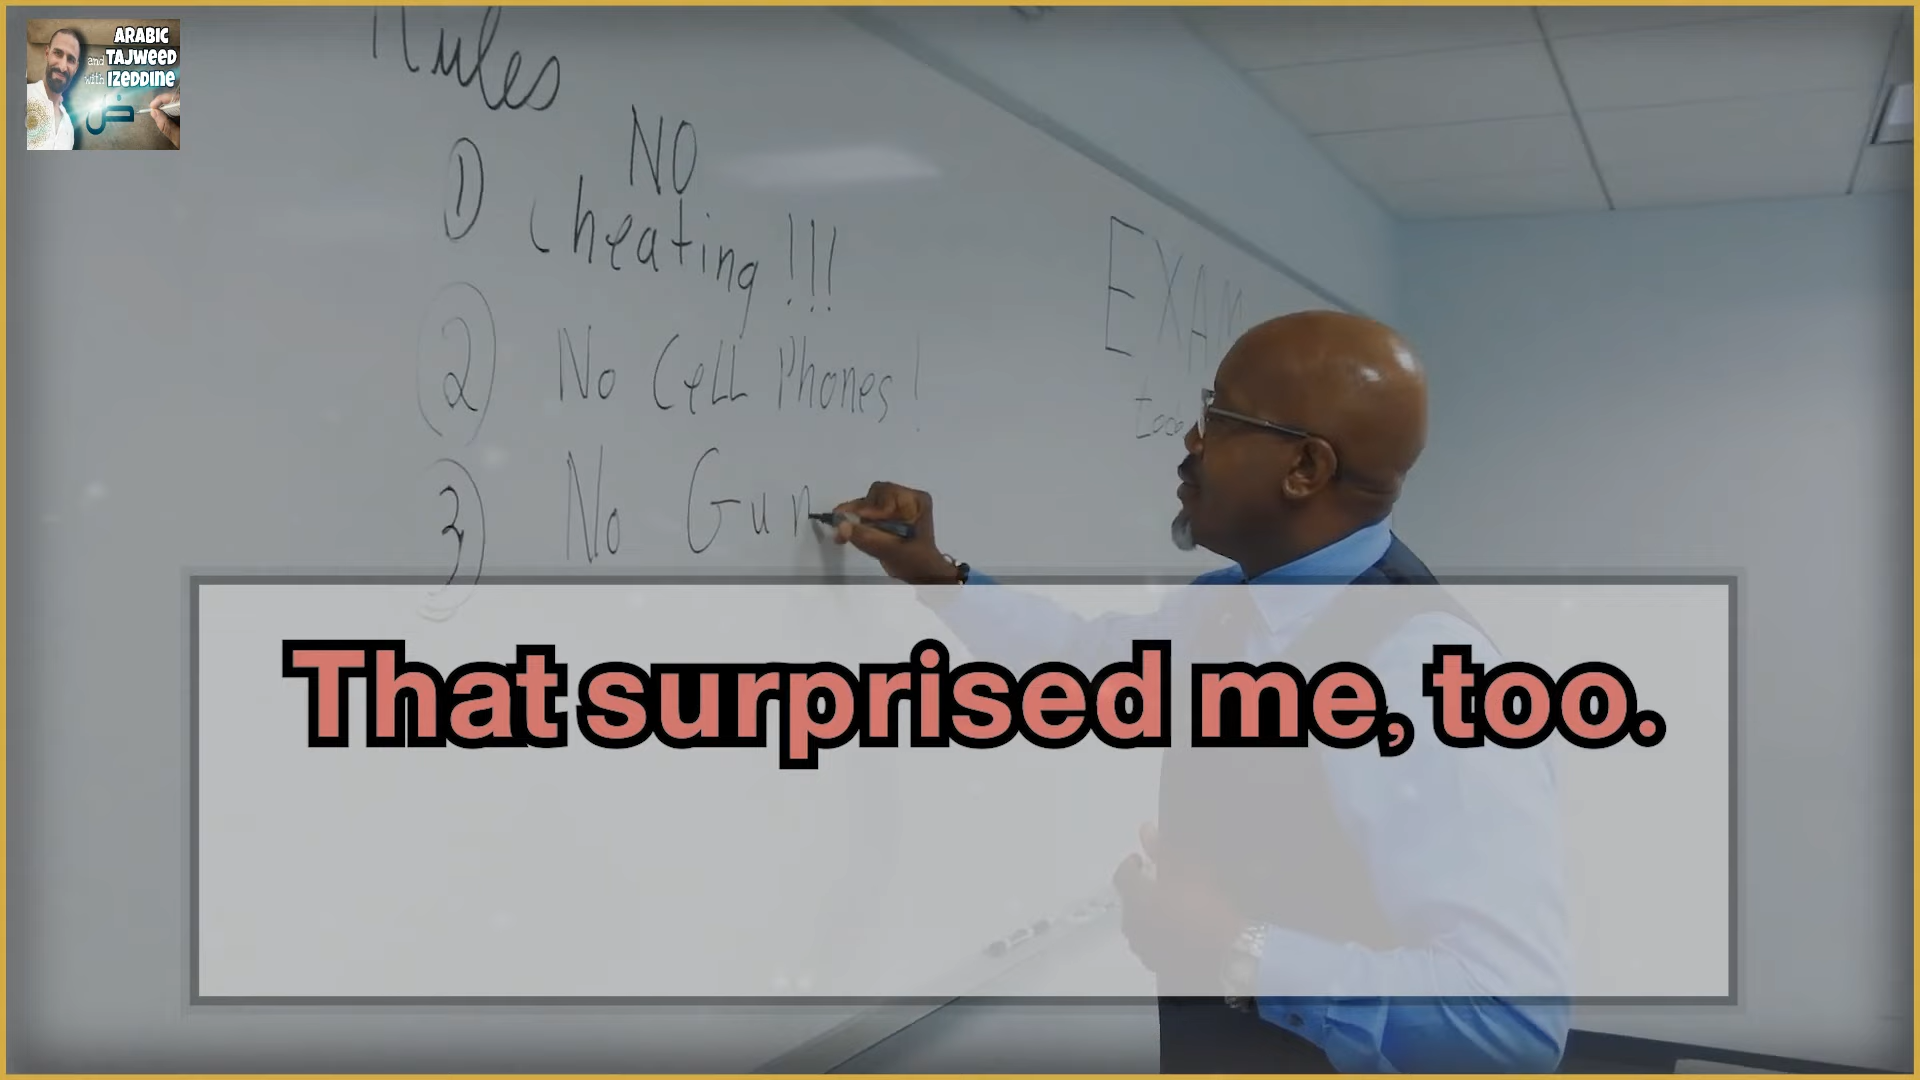 ARABIC
and TAJWEED
with IZEDDINE
ض
Rules
① NO
cheating!!!
② No Cell Phones!
③ No Gum
EXAM
That surprised me, too.